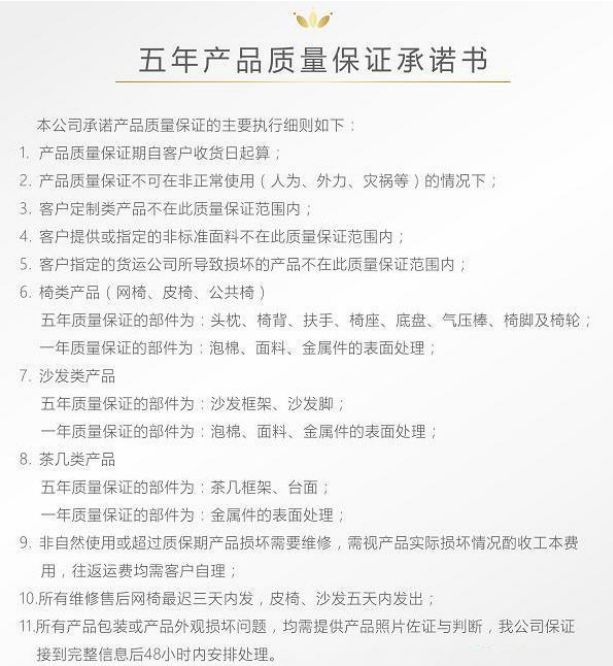 五年产品质量保证承诺书
本公司承诺产品质量保证的主要执行细则如下：
1. 产品质量保证期自客户收货日起算；
2. 产品质量保证不可在非正常使用（人为、外力、灾祸等）的情况下；
3. 客户定制类产品不在此质量保证范围内；
4. 客户提供或指定的非标准面料不在此质量保证范围内；
5. 客户指定的货运公司所导致损坏的产品不在此质量保证范围内；
6. 椅类产品（网椅、皮椅、公共椅）
五年质量保证的部件为：头枕、椅背、扶手、椅座、底盘、气压棒、椅脚及椅轮；
一年质量保证的部件为：泡棉、面料、金属件的表面处理；
7. 沙发类产品
五年质量保证的部件为：沙发框架、沙发脚；
一年质量保证的部件为：泡棉、面料、金属件的表面处理；
8. 茶几类产品
五年质量保证的部件为：茶几框架、台面；
一年质量保证的部件为：金属件的表面处理；
9. 非自然使用或超过质保期产品损坏需要维修，需视产品实际损坏情况酌收工本费
用，往返运费均需客户自理；
10.所有维修售后网椅最迟三天内发，皮椅、沙发五天内发出；
11.所有产品包装或产品外观损坏问题，均需提供产品照片佐证与判断，我公司保证
接到完整信息后48小时内安排处理。